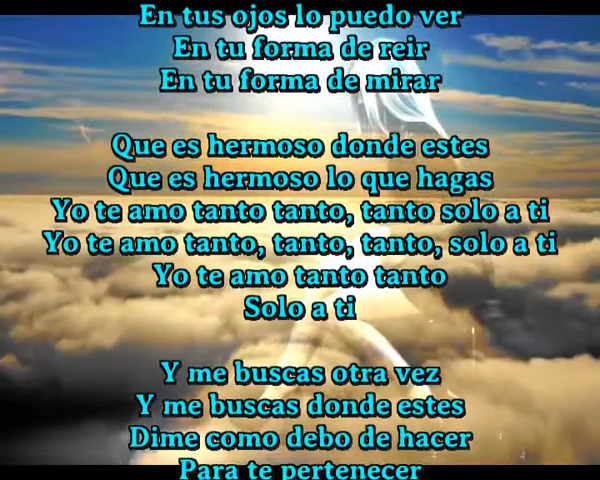 En tus ojos lo puedo ver
En tu forma de reir
En tu forma de mirar
Que es hermoso donde estes
Que es hermoso lo que hagas
Yo te amo tanto tanto, tanto solo a ti
Yo te amo tanto, tanto, tanto, solo a ti
Yo te amo tanto tanto
Solo a ti
Y me buscas otra vez
Y me buscas donde estes
Dime como debo de hacer
Para te pertenecer